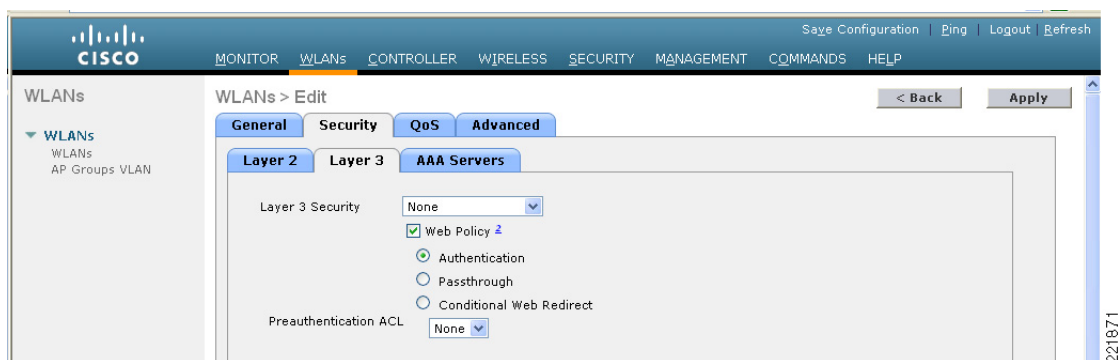 Save Configuration | Ping | Logout | Refresh
CISCO
MONITOR WLANs CONTROLLER WIRELESS SECURITY MANAGEMENT COMMANDS HELP
WLANs
WLANs > Edit
< Back
Apply
WLANs
WLANs
AP Groups VLAN
General Security QoS Advanced
Layer 2 Layer 3 AAA Servers
Layer 3 Security None
Web Policy 2
Authentication
Passthrough
Conditional Web Redirect
Preauthentication ACL None
221871